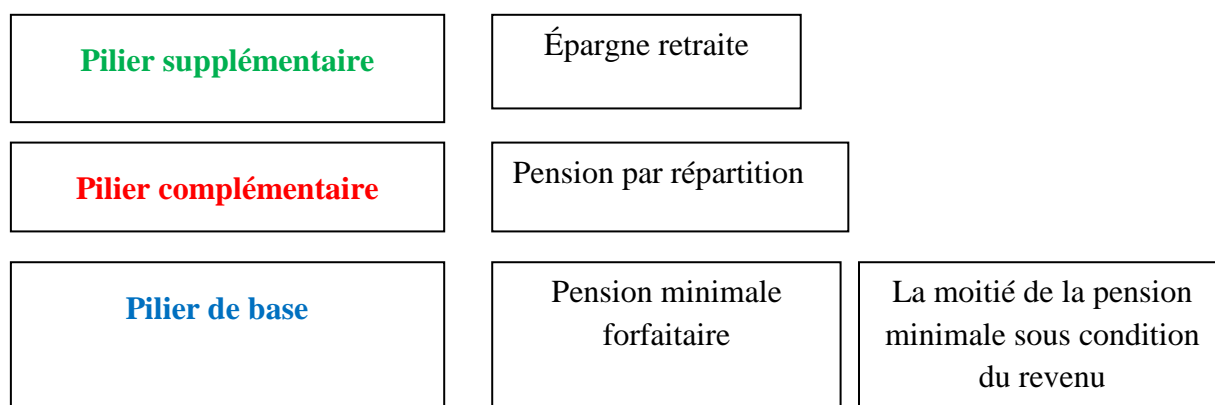 Pilier supplémentaire
Épargne retraite
Pilier complémentaire
Pension par répartition
Pilier de base
Pension minimale
forfaitaire
La moitié de la pension
minimale sous condition
du revenu